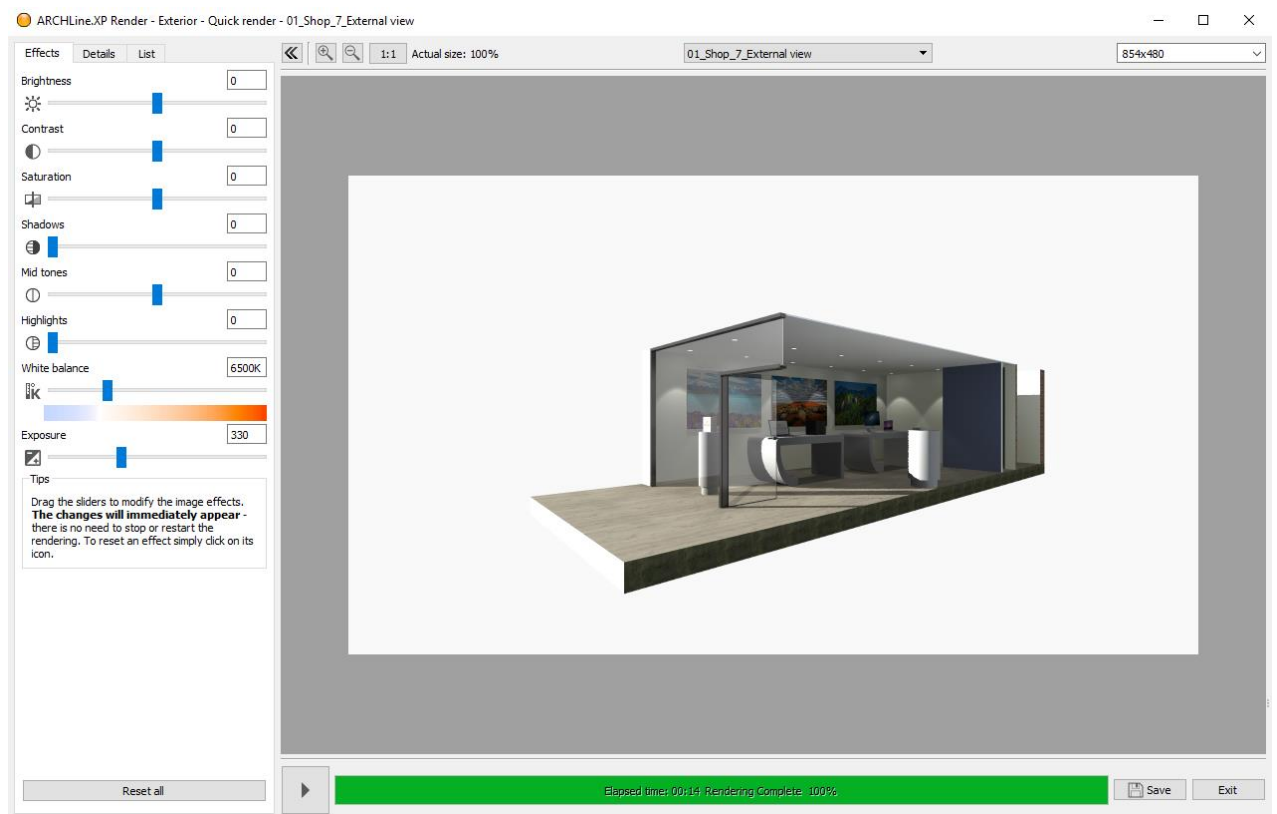 ARCHLine.XP Render - Exterior - Quick render - 01_Shop_7_External view
Effects Details List
1:1 Actual size: 100% 01_Shop_7_External view 854x480
Brightness 0
Contrast 0
Saturation 0
Shadows 0
Mid tones 0
Highlights 0
White balance 6500K
K
Exposure 330
Tips
Drag the sliders to modify the image effects.
The changes will immediately appear -
there is no need to stop or restart the
rendering. To reset an effect simply click on its
icon.
Reset all
Elapsed time: 00:14 Rendering Complete 100%
Save Exit